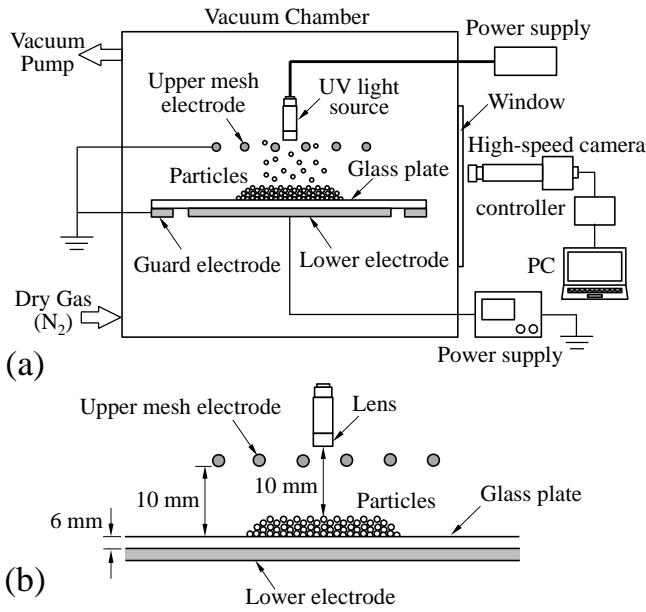 Vacuum Chamber
Vacuum
Pump
Power supply
Upper mesh
electrode
UV light
source
Window
High-speed camera
Particles
Glass plate
controller
Guard electrode
Lower electrode
PC
Dry Gas
(N2)
Power supply
(a)
Upper mesh electrode
Lens
10 mm
10 mm
Particles
Glass plate
6 mm
(b)
Lower electrode